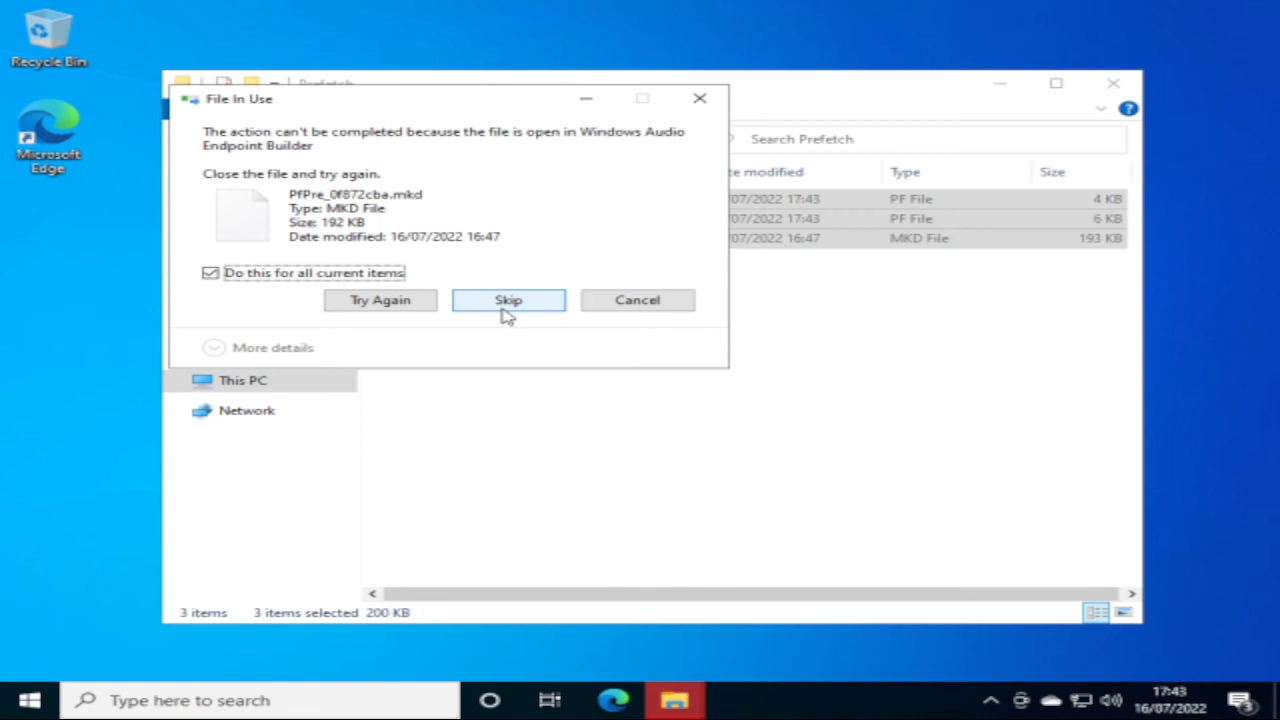 Recycle Bin
Microsoft
Edge
Prefetch
File In Use
The action can't be completed because the file is open in Windows Audio
Endpoint Builder
Close the file and try again.
PfPre_0f872cba.mkd
Type: MKD File
Size: 192 KB
Date modified: 16/07/2022 16:47
Do this for all current items
Try Again Skip Cancel
More details
Search Prefetch
te modified Type Size
07/2022 17:43 PF File 4 KB
07/2022 17:43 PF File 6 KB
07/2022 16:47 MKD File 193 KB
This PC
Network
3 items 3 items selected 200 KB
Type here to search
17:43
16/07/2022
3